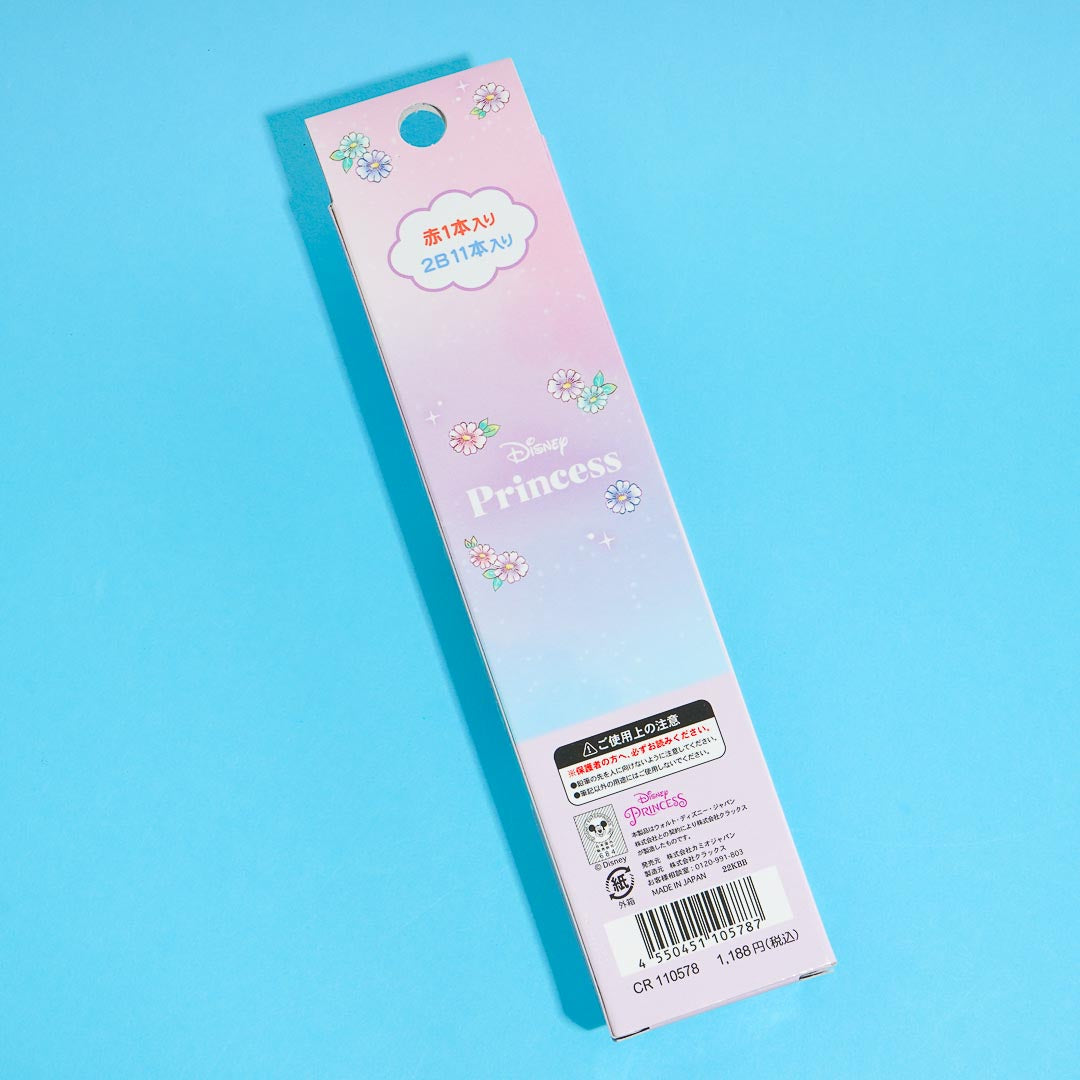 赤1本入り
2B11本入り
Disney
Princess
ご使用上の注意
※保護者の方へ、必ずお読みください。
●鉛筆の先を人に向けないように注意してください。
●筆記以外の用途にはご使用しないでください。
Disney
PRINCESS
本製品はウォルト・ディズニー・ジャパン
株式会社との契約により株式会社クラックス
が製造したものです。
© Disney
発売元 株式会社カミオジャパン
製造元 株式会社クラックス
お客様相談室:0120-991-803
MADE IN JAPAN 22KBB
紙
外箱
4 550451 105787
CR 110578 1,188円(税込)